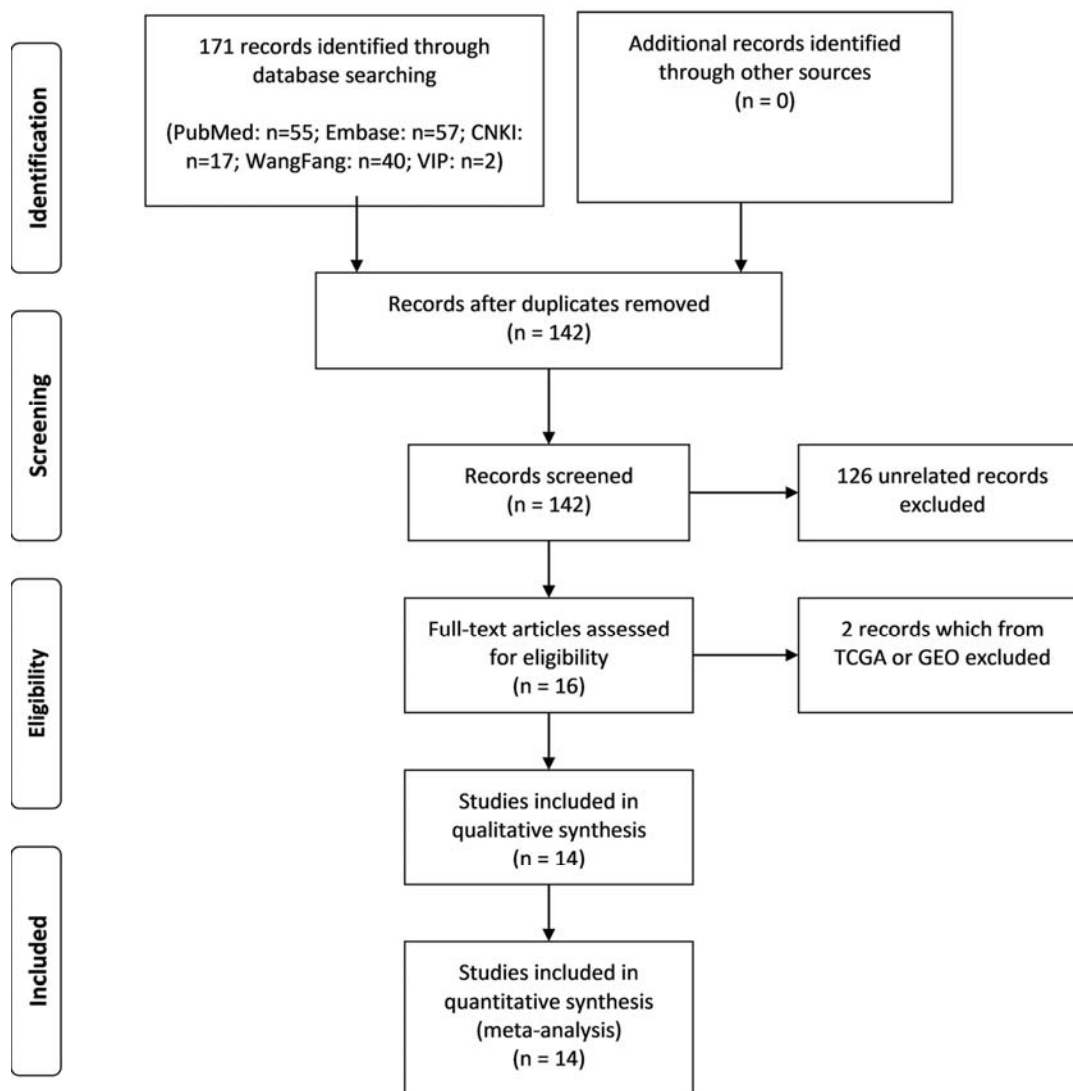 Identification
171 records identified through
database searching
(PubMed: n=55; Embase: n=57; CNKI:
n=17; WangFang: n=40; VIP: n=2)
Additional records identified
through other sources
(n = 0)
Records after duplicates removed
(n = 142)
Screening
Records screened
(n = 142)
126 unrelated records
excluded
Eligibility
Full-text articles assessed
for eligibility
(n = 16)
2 records which from
TCGA or GEO excluded
Studies included in
qualitative synthesis
(n = 14)
Included
Studies included in
quantitative synthesis
(meta-analysis)
(n = 14)